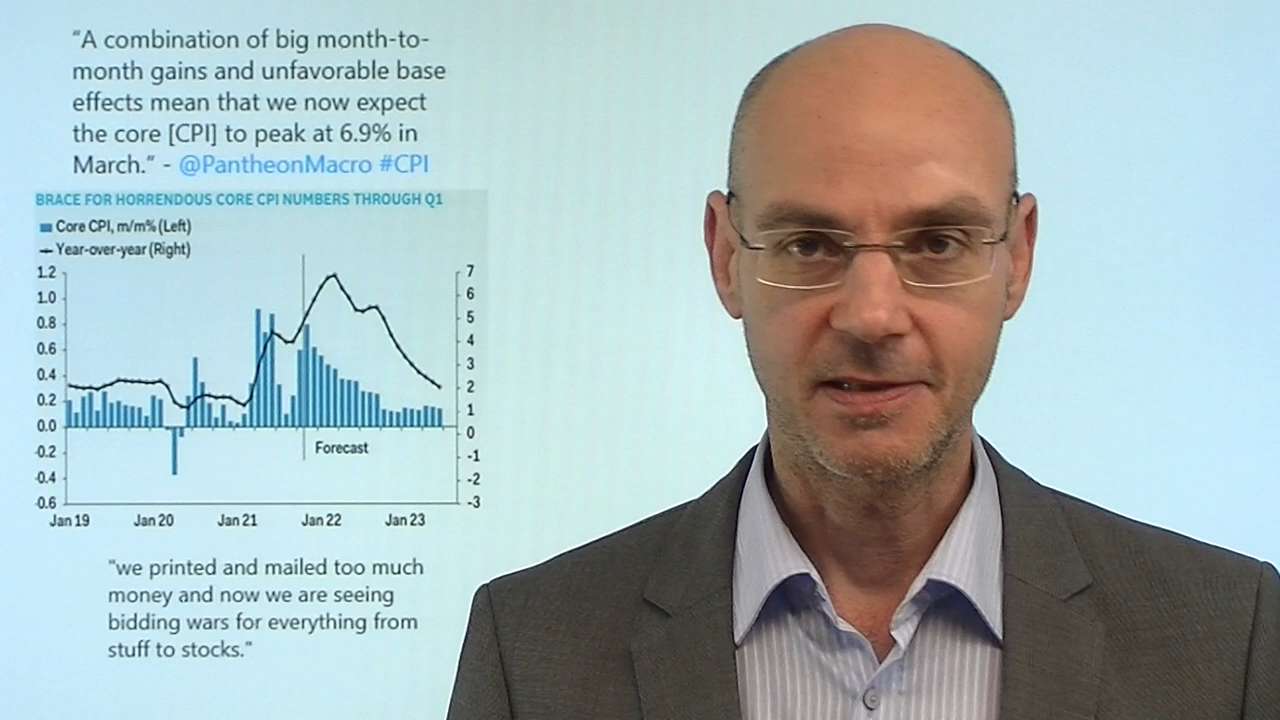 “A combination of big month-to-
month gains and unfavorable base
effects mean that we now expect
the core [CPI] to peak at 6.9% in
March.” - @PantheonMacro #CPI
BRACE FOR HORRENDOUS CORE CPI NUMBERS THROUGH Q1
Core CPI, m/m% (Left)
Year-over-year (Right)
1.2 7
1.0 6
0.8 5
0.6 4
0.4 3
0.2 2
0.0 1
-0.2 0
-0.4 -1
-0.6 -2
-3
Forecast
Jan 19 Jan 20 Jan 21 Jan 22 Jan 23
"we printed and mailed too much
money and now we are seeing
bidding wars for everything from
stuff to stocks."